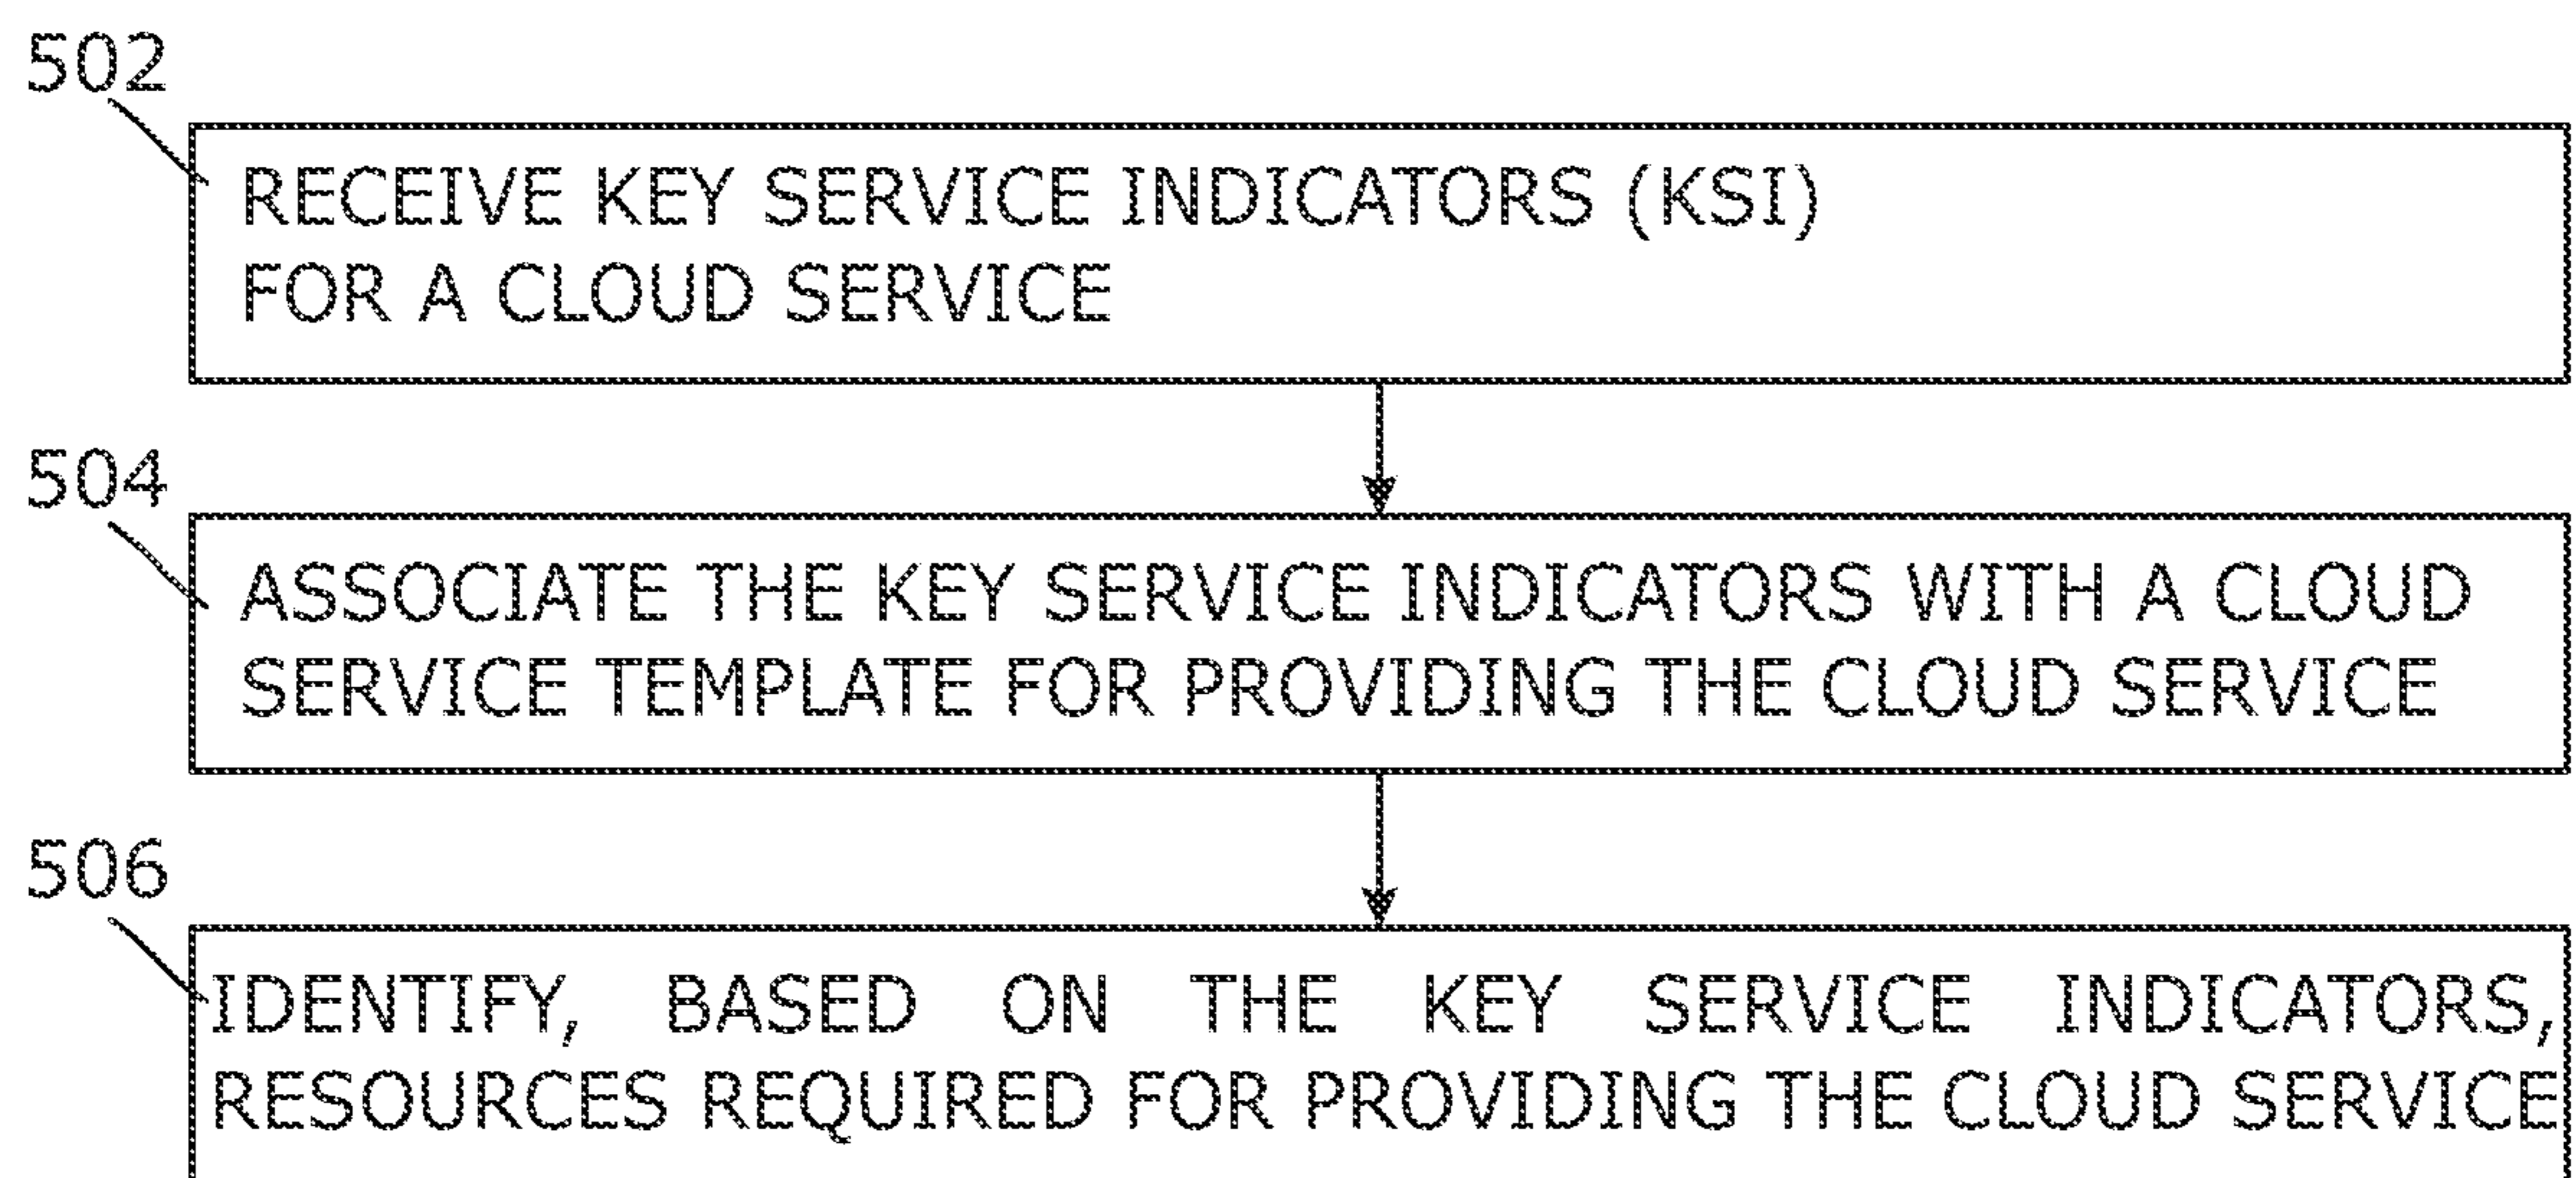 502
RECEIVE KEY SERVICE INDICATORS (KSI)
FOR A CLOUD SERVICE
504
ASSOCIATE THE KEY SERVICE INDICATORS WITH A CLOUD
SERVICE TEMPLATE FOR PROVIDING THE CLOUD SERVICE
506
IDENTIFY, BASED ON THE KEY SERVICE INDICATORS,
RESOURCES REQUIRED FOR PROVIDING THE CLOUD SERVICE